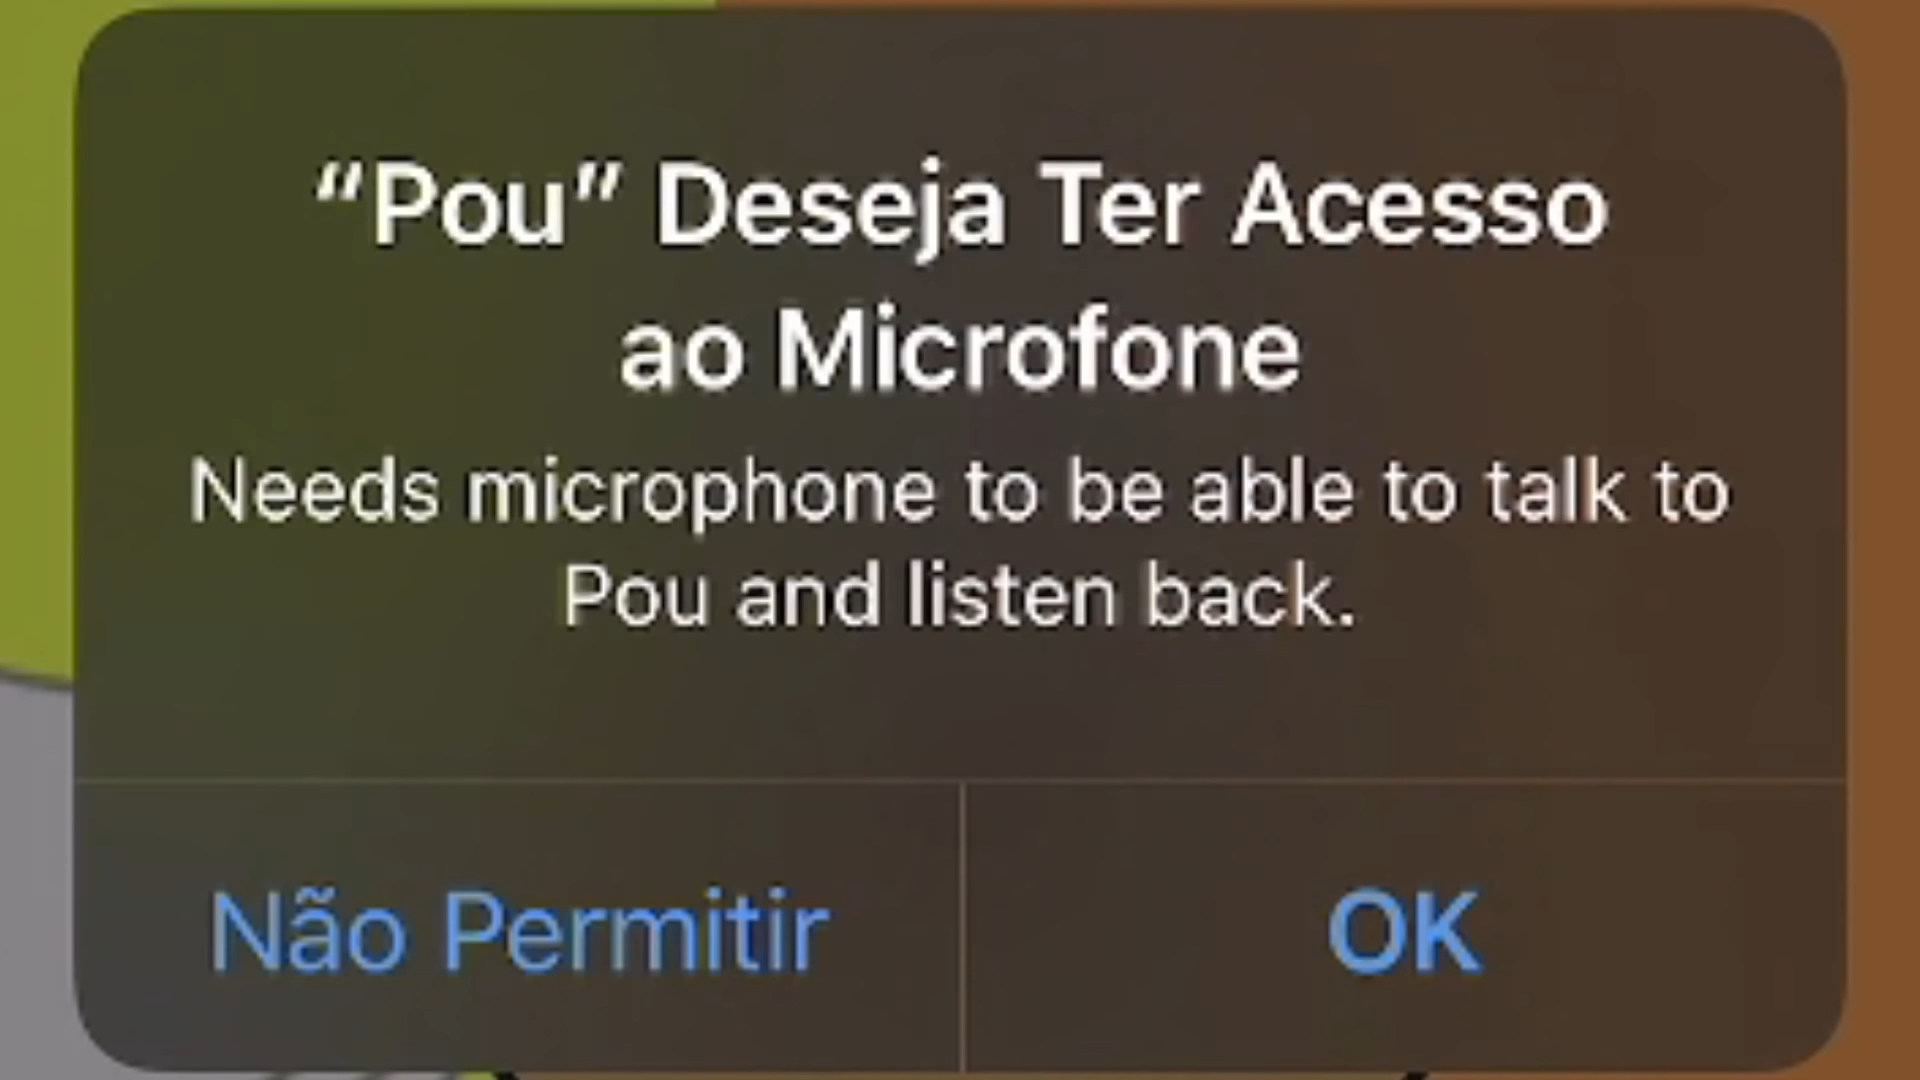 “Pou” Deseja Ter Acesso
ao Microfone
Needs microphone to be able to talk to
Pou and listen back.
Não Permitir
OK